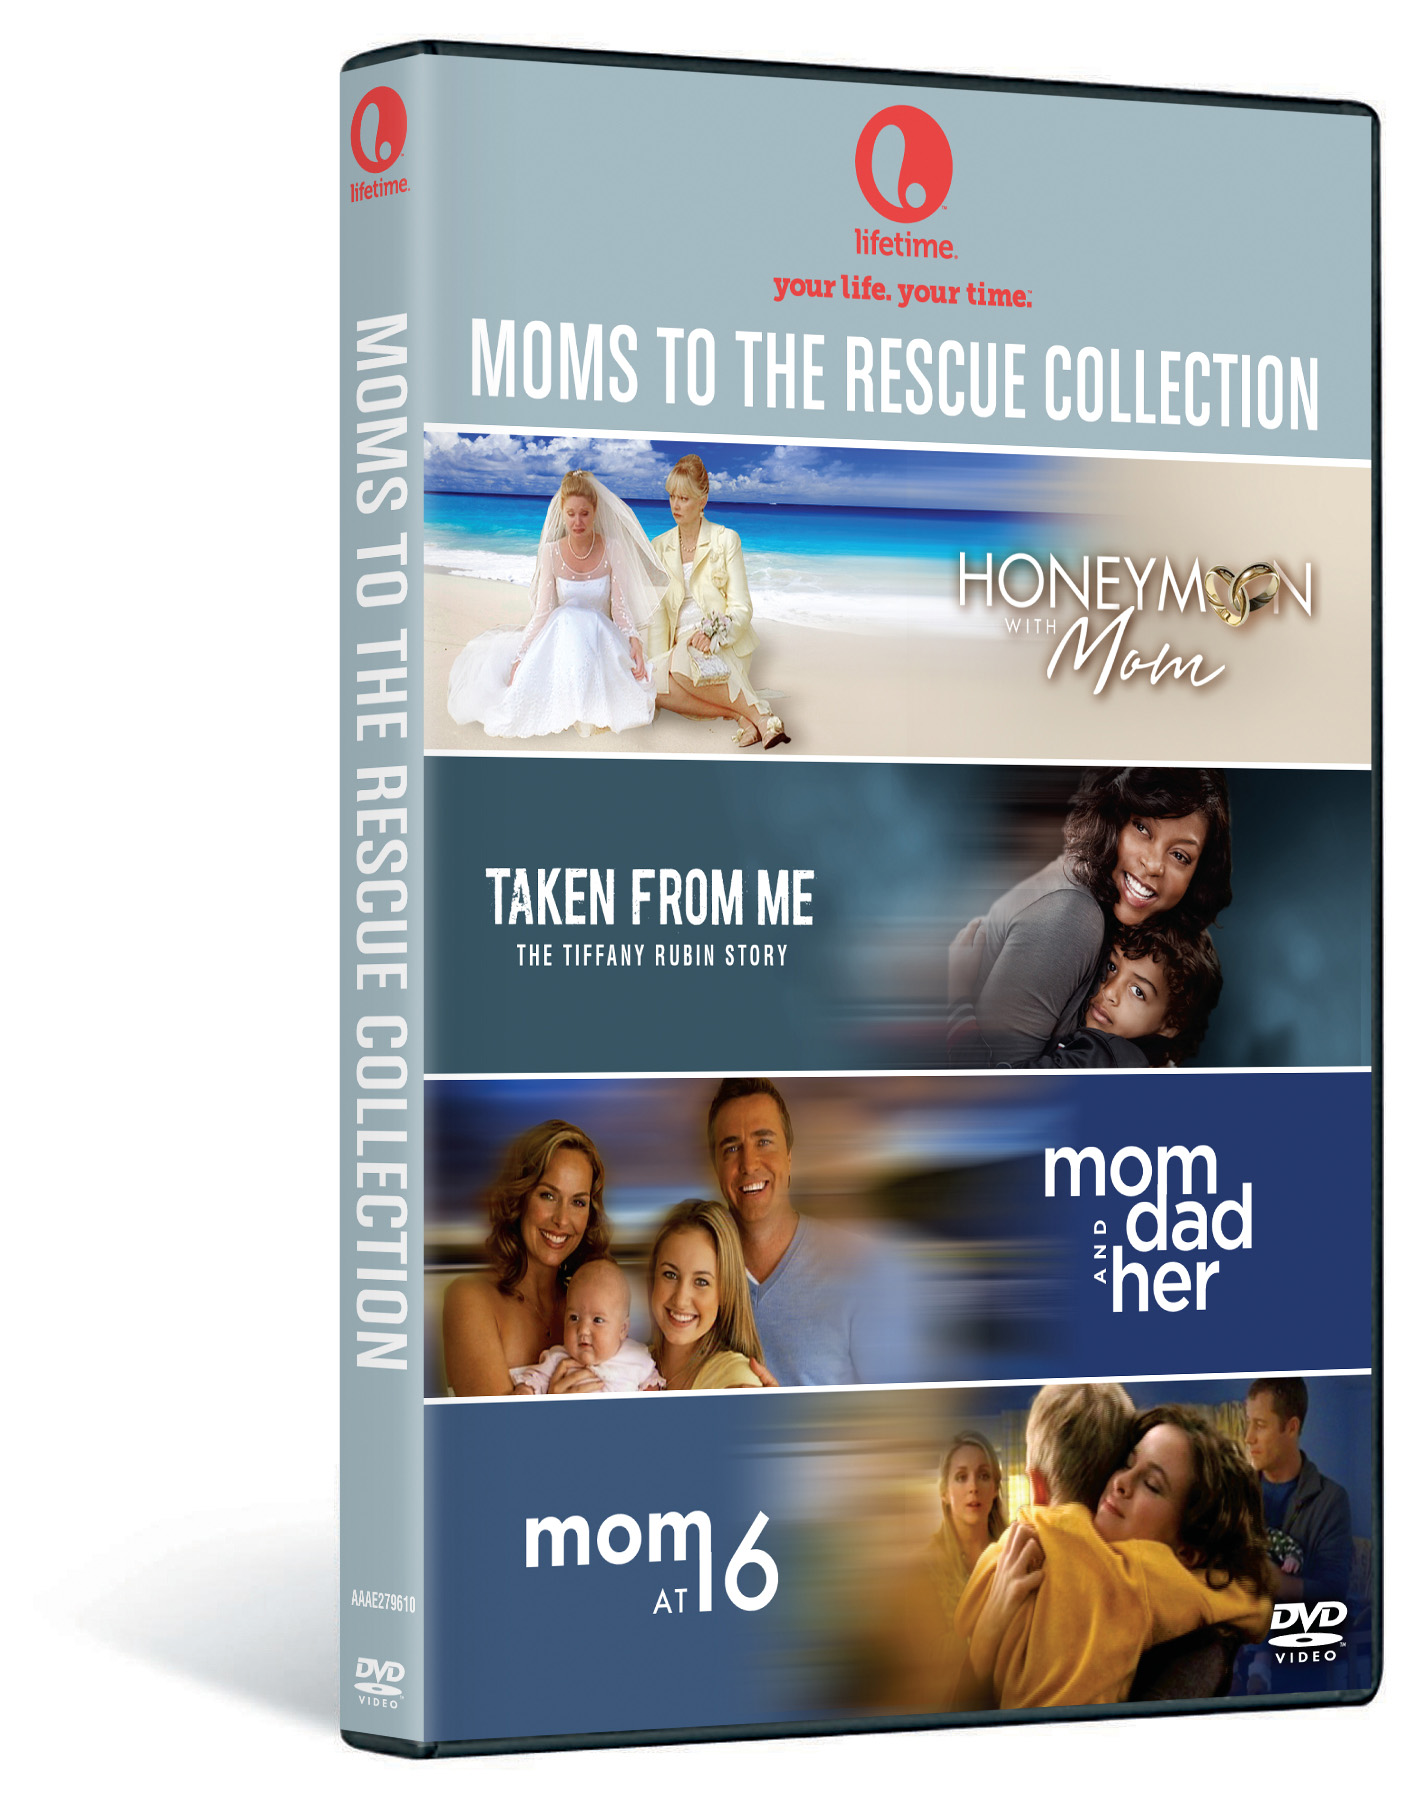 lifetime.
MOMS TO THE RESCUE COLLECTION
AAAE279610
DVD
VIDEO
lifetime.
your life. your time.™
MOMS TO THE RESCUE COLLECTION
HONEYMOON
WITH Mom
TAKEN FROM ME
THE TIFFANY RUBIN STORY
mom
AND dad
her
mom
AT 16
DVD
VIDEO